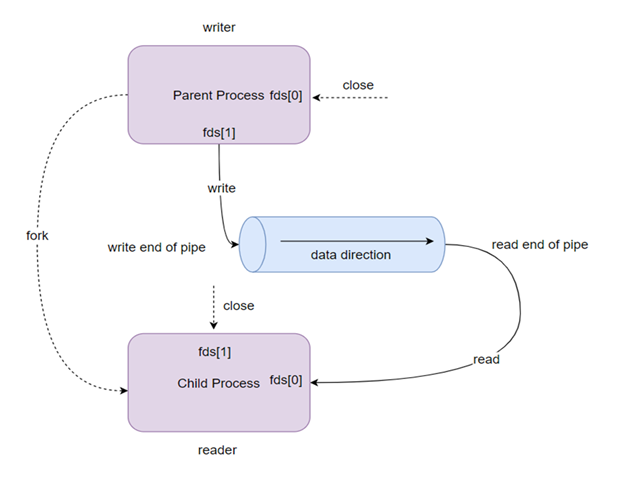 writer
Parent Process fds[0]
close
fds[1]
write
fork
write end of pipe
data direction
read end of pipe
close
fds[1]
read
Child Process fds[0]
reader